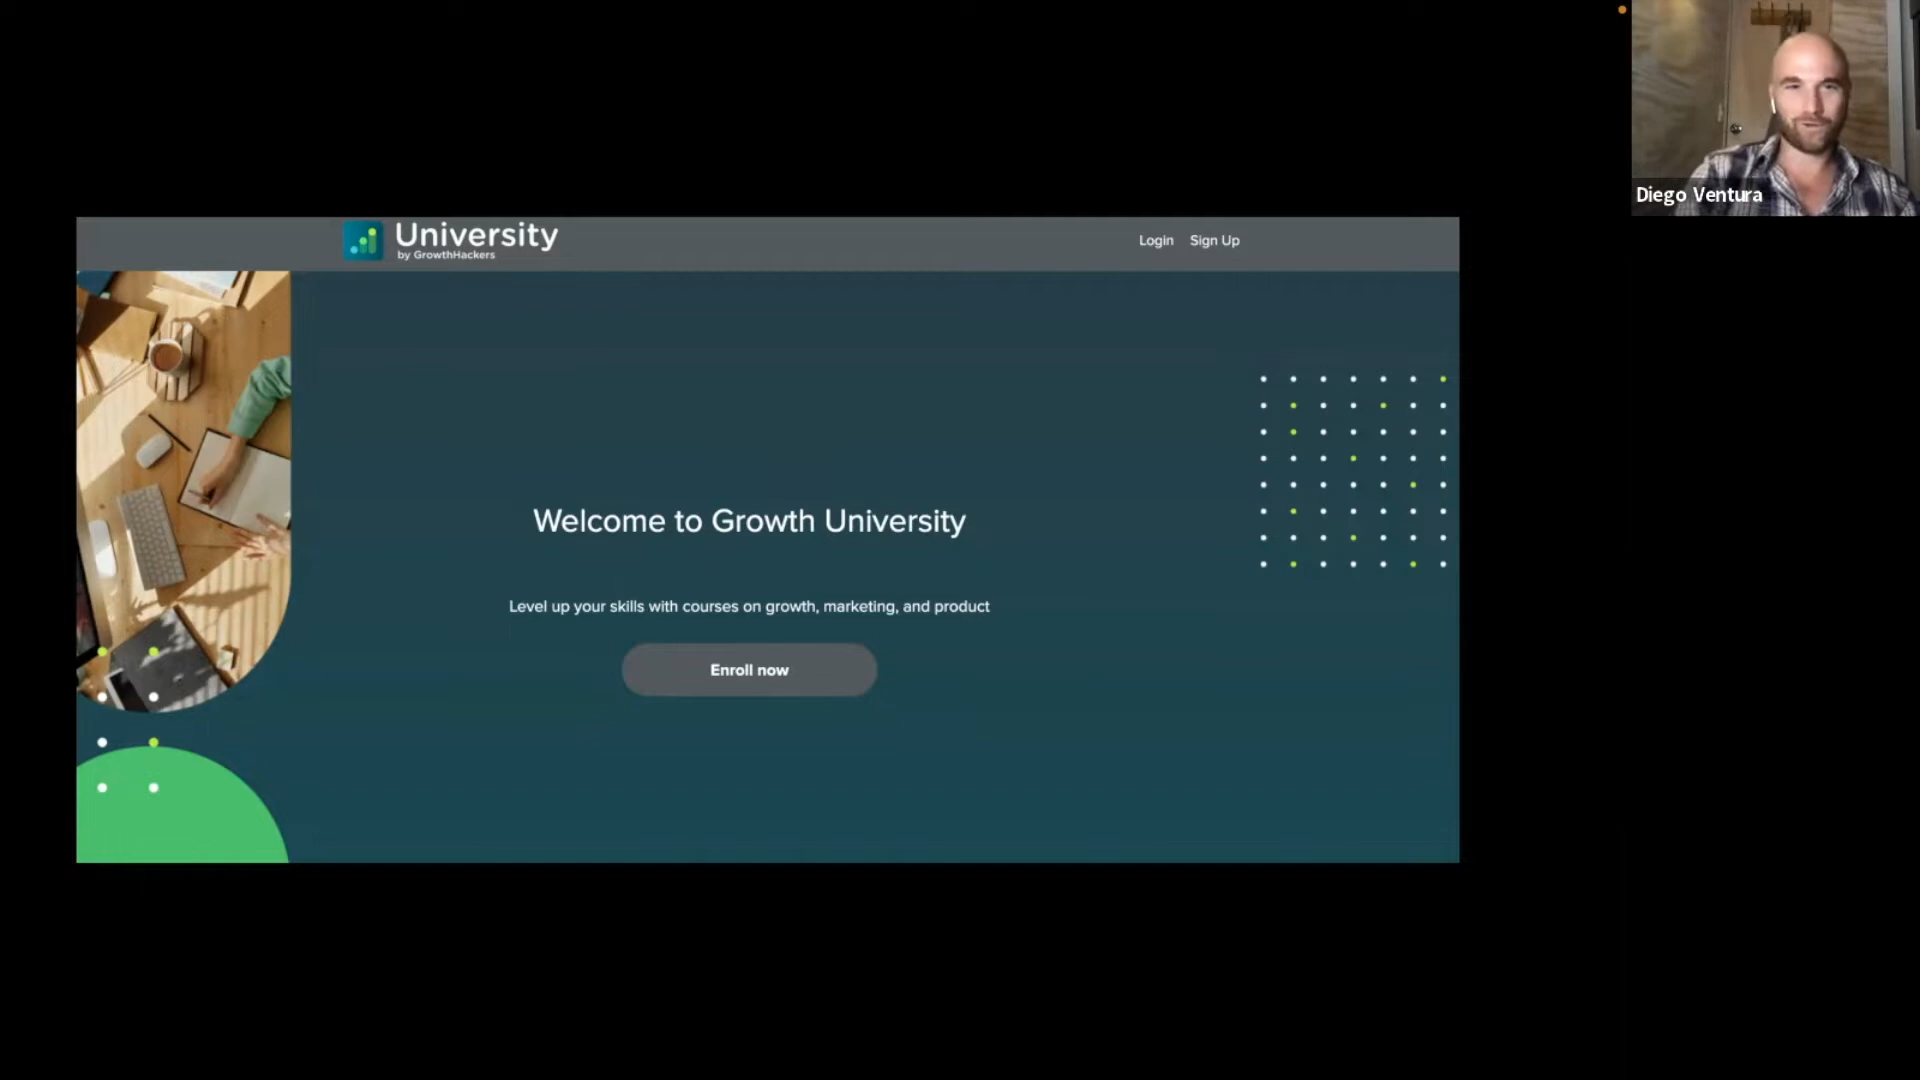 Diego Ventura
University
by GrowthHackers
Login Sign Up
Welcome to Growth University
Level up your skills with courses on growth, marketing, and product
Enroll now